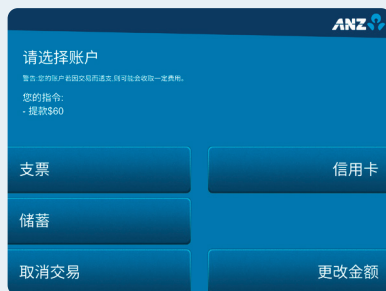 ANZ
请选择账户
警告:您的账户若因交易而透支,则可能会收取一定费用。
您的指令:
- 提款$60
支票
信用卡
储蓄
取消交易
更改金额